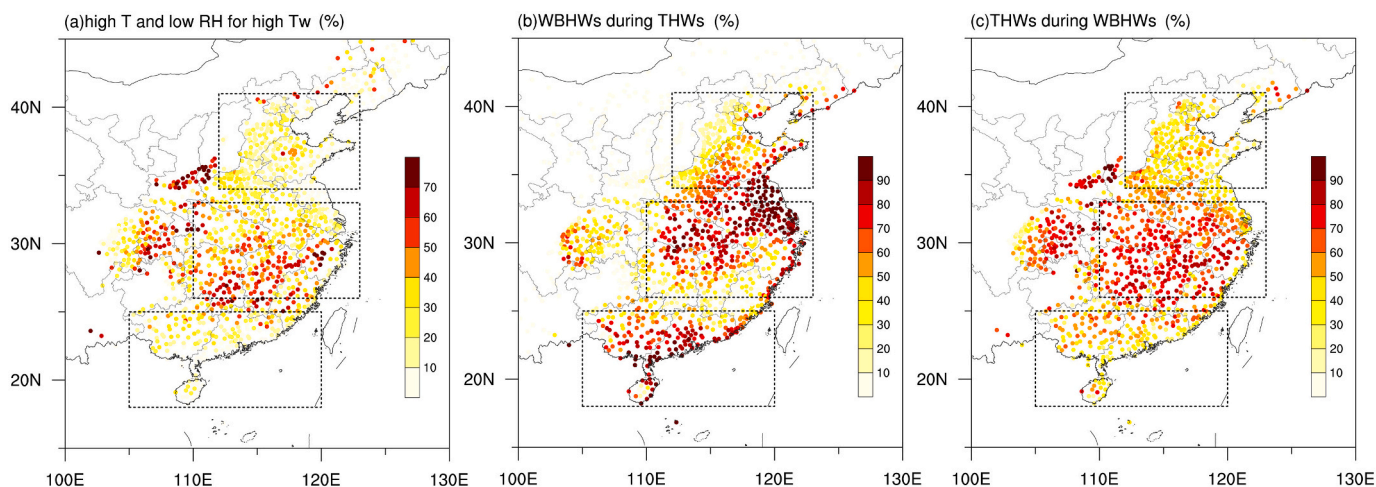 (a)high T and low RH for high Tw (%)
(b)WBHWs during THWs (%)
(c)THWs during WBHWs (%)
40N
30N
20N
70
60
50
40
30
20
10
100E
110E
120E
130E
40N
30N
20N
90
80
70
60
50
40
30
20
10
100E
110E
120E
130E
40N
30N
20N
90
80
70
60
50
40
30
20
10
100E
110E
120E
130E